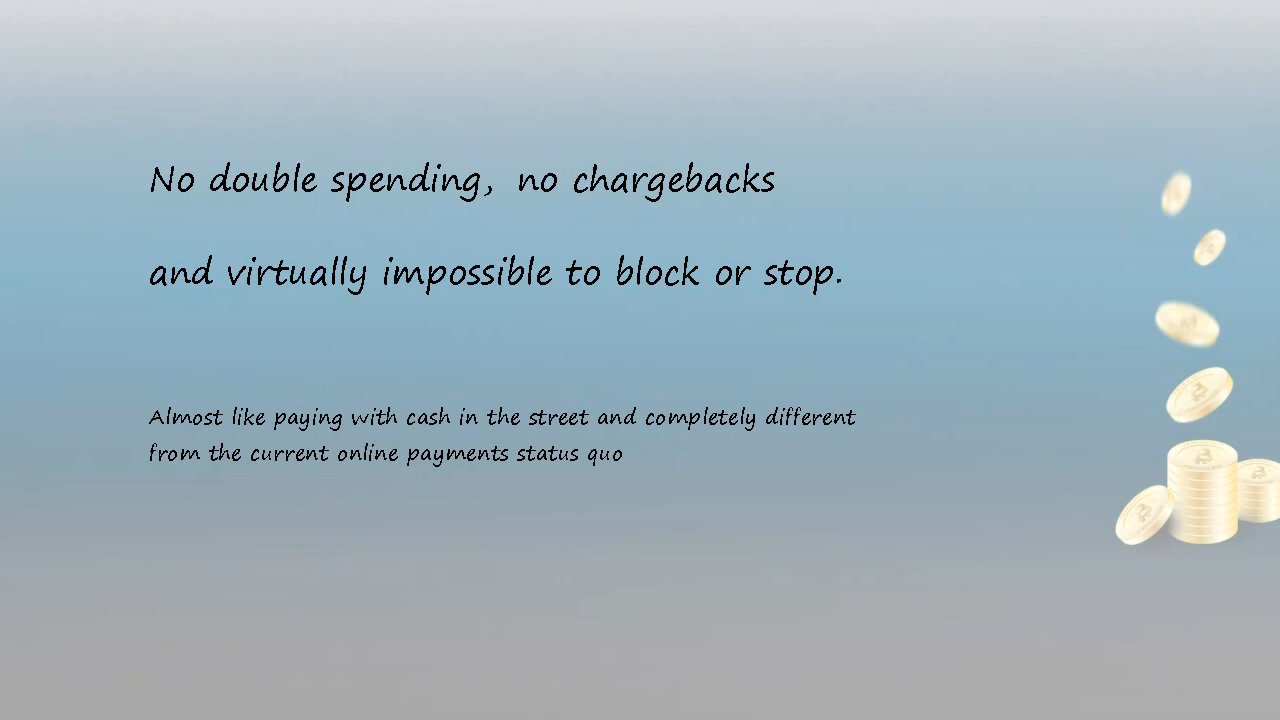 No double spending, no chargebacks
and virtually impossible to block or stop.
Almost like paying with cash in the street and completely different
from the current online payments status quo